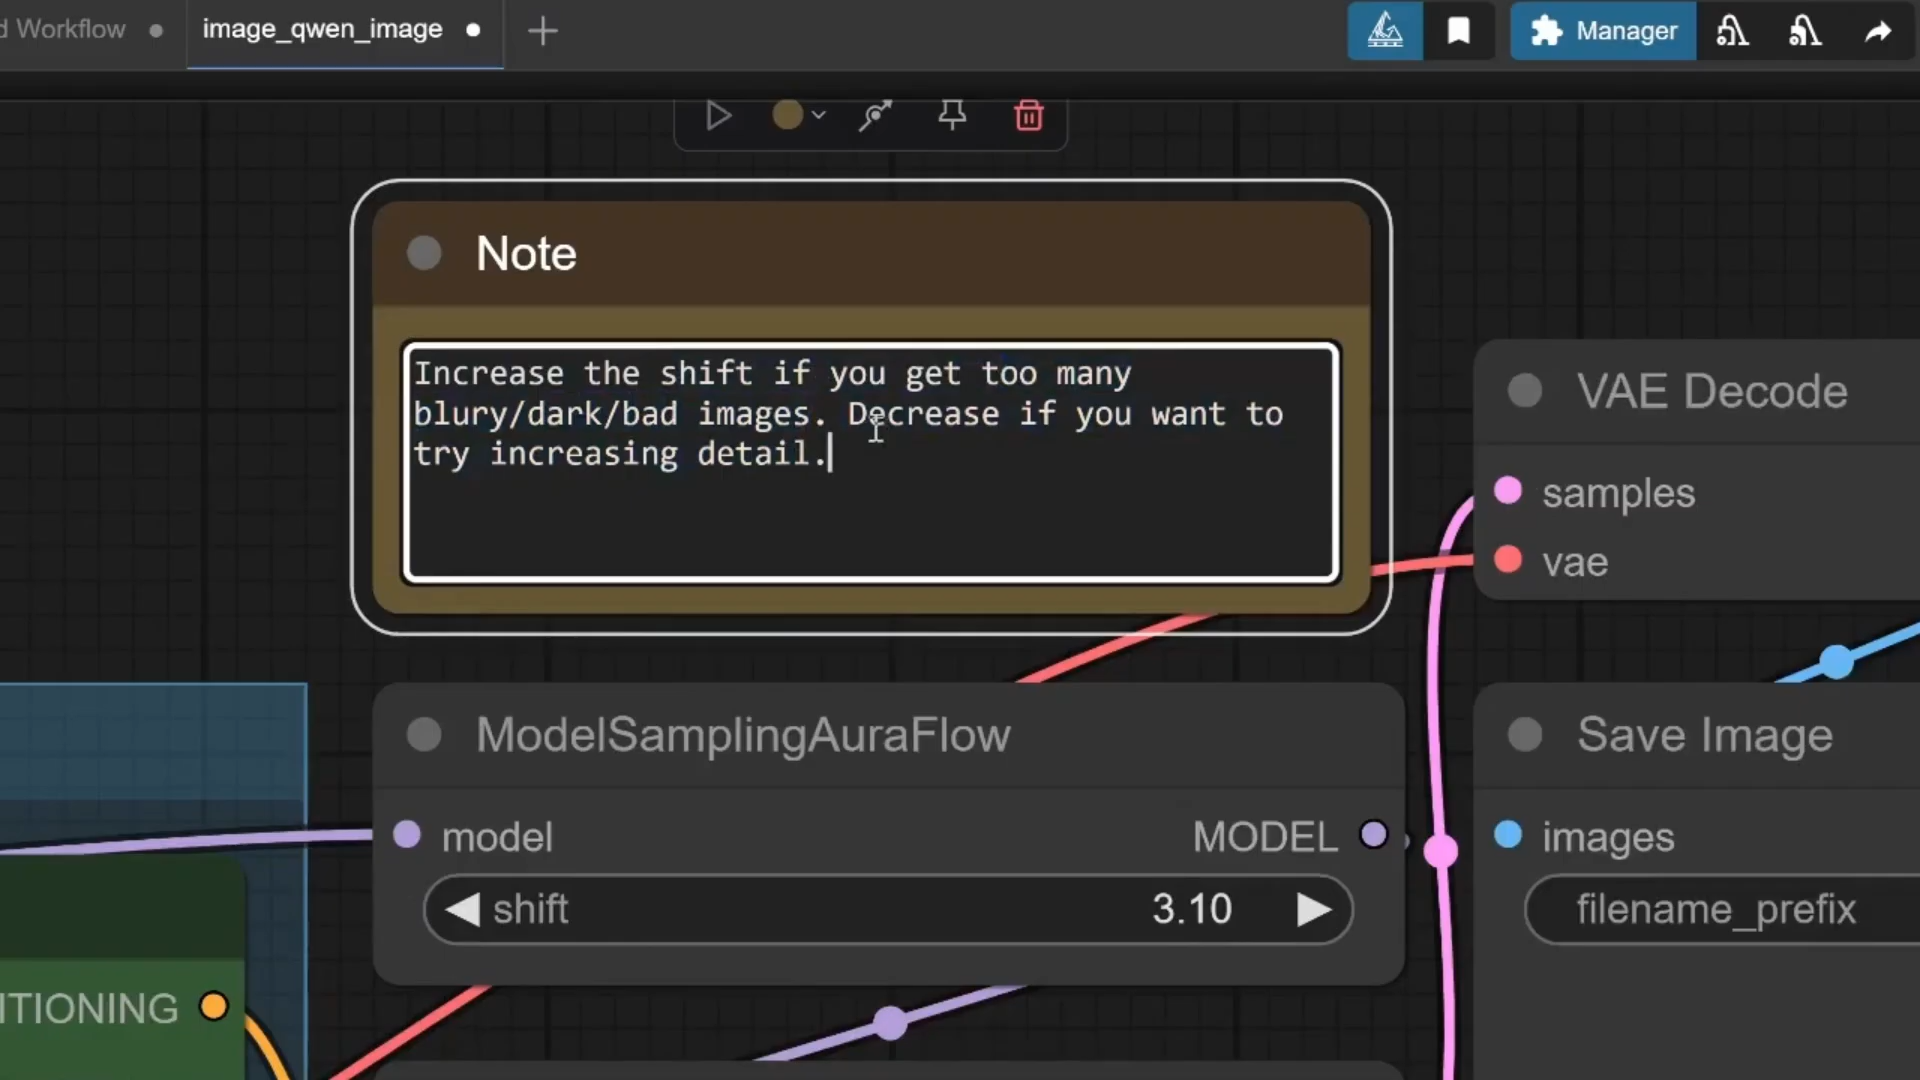 d Workflow
image_qwen_image
Manager
Note
Increase the shift if you get too many
blury/dark/bad images. Decrease if you want to
try increasing detail.
VAE Decode
samples
vae
ModelSamplingAuraFlow
Save Image
model
MODEL
images
shift
3.10
filename_prefix
ITIONING